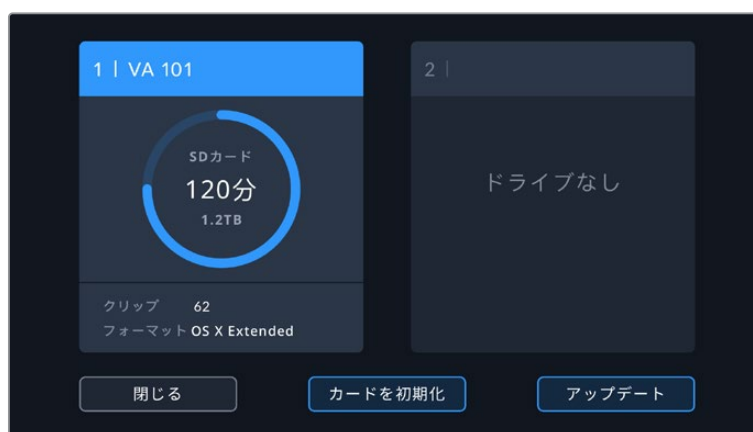 1 | VA 101
SDカード
120分
1.2TB
クリップ 62
フォーマット OS X Extended
2 |
ドライブなし
閉じる
カードを初期化
アップデート